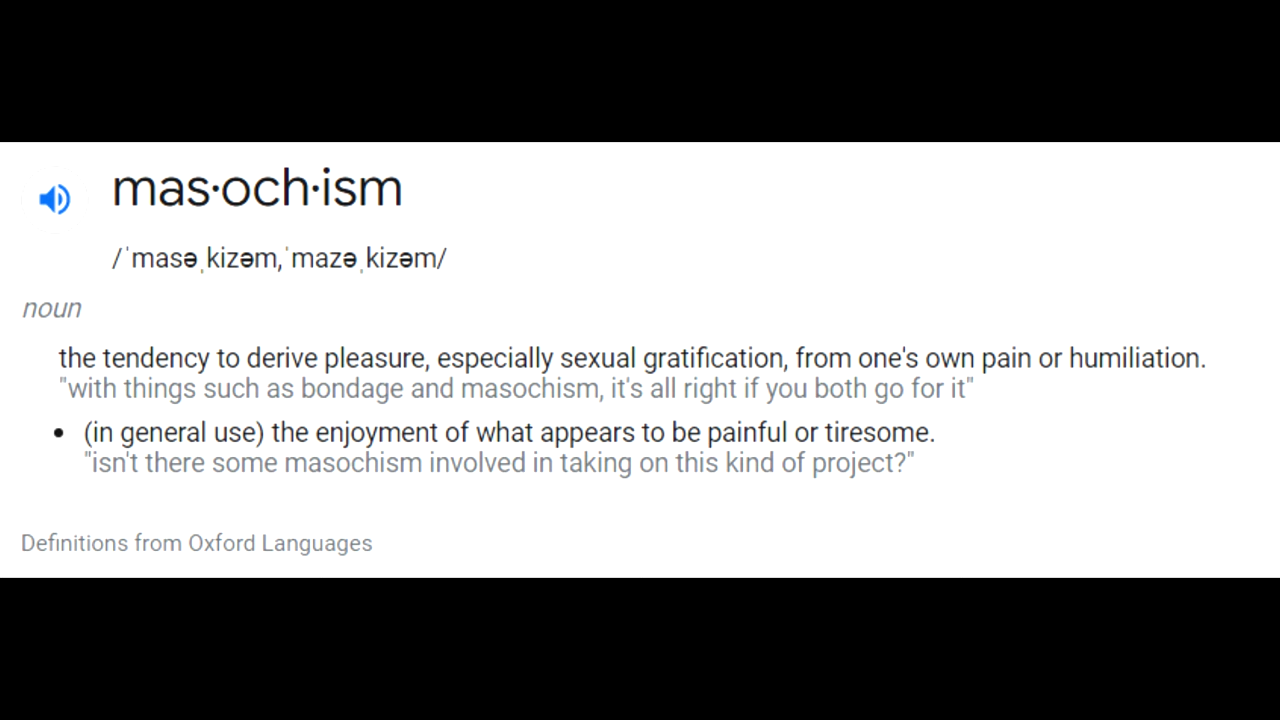 mas·och·ism
/ˈmasəˌkizəm,ˈmazəˌkizəm/
noun
the tendency to derive pleasure, especially sexual gratification, from one's own pain or humiliation.
"with things such as bondage and masochism, it's all right if you both go for it"
• (in general use) the enjoyment of what appears to be painful or tiresome.
"isn't there some masochism involved in taking on this kind of project?"
Definitions from Oxford Languages